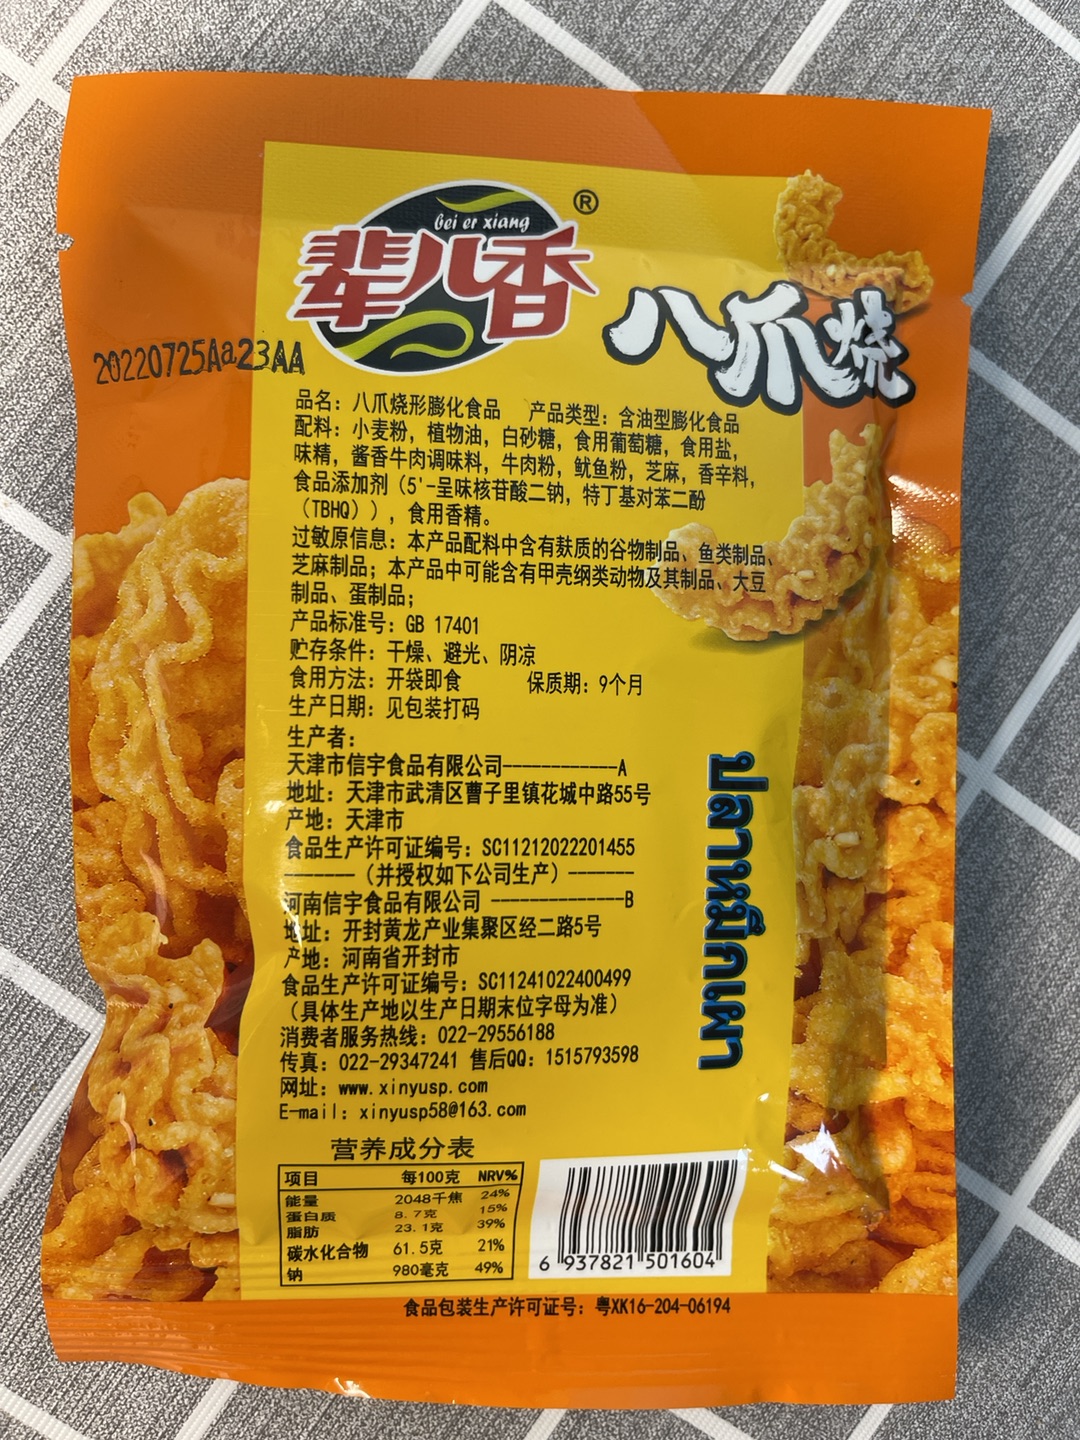 bei er xiang
辈儿香®
八爪烧
20220725Aa23AA
品名：八爪烧形膨化食品 产品类型：含油型膨化食品
配料：小麦粉，植物油，白砂糖，食用葡萄糖，食用盐，
味精，酱香牛肉调味料，牛肉粉，鱿鱼粉，芝麻，香辛料，
食品添加剂（5'-呈味核苷酸二钠，特丁基对苯二酚
（TBHQ）），食用香精。
过敏原信息：本产品配料中含有麸质的谷物制品、鱼类制品、
芝麻制品；本产品中可能含有甲壳纲类动物及其制品、大豆
制品、蛋制品；
产品标准号：GB 17401
贮存条件：干燥、避光、阴凉
食用方法：开袋即食 保质期：9个月
生产日期：见包装打码
生产者：
天津市信宇食品有限公司------------A
地址：天津市武清区曹子里镇花城中路55号
产地：天津市
食品生产许可证编号：SC11212022201455
-------（并授权如下公司生产）-------
河南信宇食品有限公司 --------------B
地址：开封黄龙产业集聚区经二路5号
产地：河南省开封市
食品生产许可证编号：SC11241022400499
（具体生产地以生产日期末位字母为准）
消费者服务热线：022-29556188
传真：022-29347241 售后QQ：1515793598
网址：www.xinyusp.com
E-mail：xinyusp58@163.com
ปลาหมึกเผา
营养成分表
项目 每100克 NRV%
能量 2048千焦 24%
蛋白质 8.7克 15%
脂肪 23.1克 39%
碳水化合物 61.5克 21%
钠 980毫克 49%
6 937821 501604
食品包装生产许可证号：粤XK16-204-06194